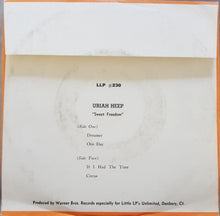 LLP #230
URIAH HEEP
"Sweet Freedom"
(Side One)
Dreamer
One Day
(Side Two)
If I Had The Time
Circus
Produced by Warner Bros. Records especially for Little LP's Unlimited, Danbury, CT.